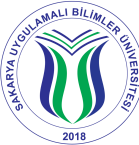 SAKARYA UYGULAMALI BİLİMLER ÜNİVERSİTESİ
2018